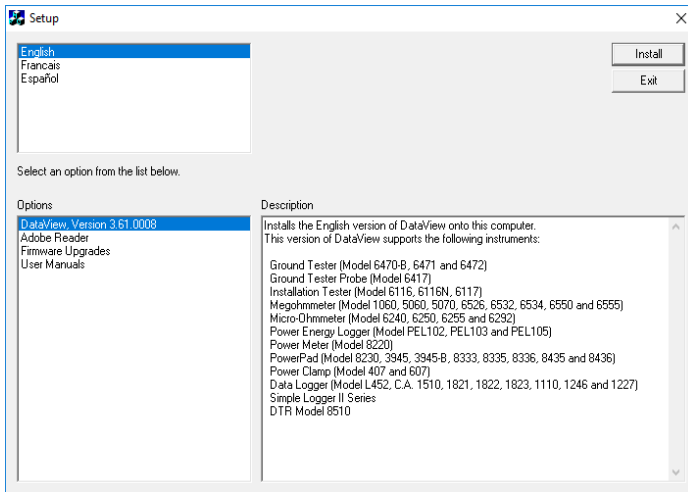 Setup
English
Francais
Español
Install
Exit
Select an option from the list below.
Options
DataView, Version 3.61.0008
Adobe Reader
Firmware Upgrades
User Manuals
Description
Installs the English version of DataView onto this computer.
This version of DataView supports the following instruments:
Ground Tester (Model 6470-B, 6471 and 6472)
Ground Tester Probe (Model 6417)
Installation Tester (Model 6116, 6116N, 6117)
Megohmmeter (Model 1060, 5060, 5070, 6526, 6532, 6534, 6550 and 6555)
Micro-Ohmmeter (Model 6240, 6250, 6255 and 6292)
Power Energy Logger (Model PEL102, PEL103 and PEL105)
Power Meter (Model 8220)
PowerPad (Model 8230, 3945, 3945-B, 8333, 8335, 8336, 8435 and 8436)
Power Clamp (Model 407 and 607)
Data Logger (Model L452, C.A. 1510, 1821, 1822, 1823, 1110, 1246 and 1227)
Simple Logger II Series
DTR Model 8510